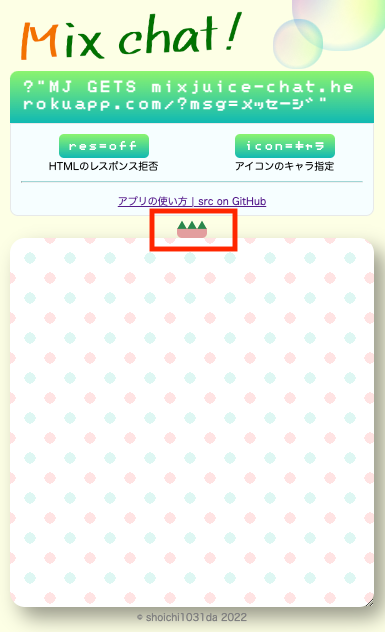 Mix chat!
?"MJ GETS mixjuice-chat.he
rokuapp.com/?msg=メッセージ"
res=off
icon=キャラ
HTMLのレスポンス拒否
アイコンのキャラ指定
アプリの使い方 | src on GitHub
© shoichi1031da 2022